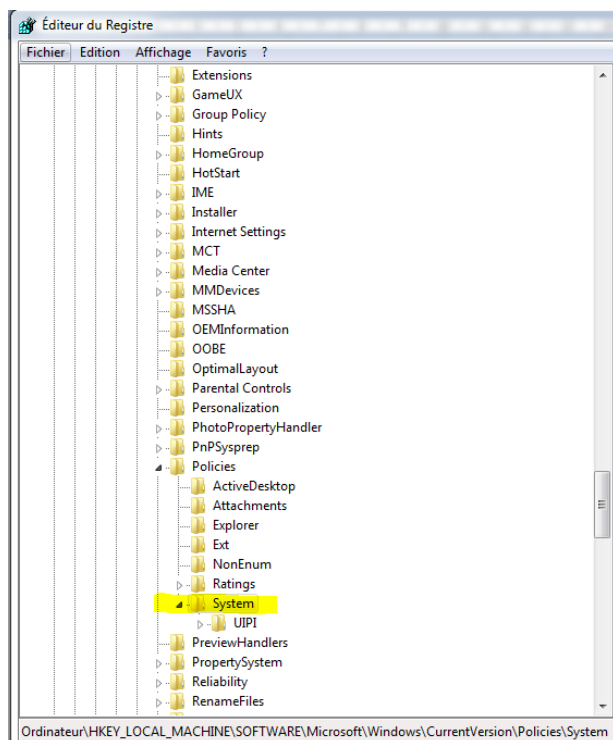 Éditeur du Registre
Fichier Edition Affichage Favoris ?
Extensions
GameUX
Group Policy
Hints
HomeGroup
HotStart
IME
Installer
Internet Settings
MCT
Media Center
MMDevices
MSSHA
OEMInformation
OOBE
OptimalLayout
Parental Controls
Personalization
PhotoPropertyHandler
PnPSysprep
Policies
ActiveDesktop
Attachments
Explorer
Ext
NonEnum
Ratings
System
UIPI
PreviewHandlers
PropertySystem
Reliability
RenameFiles
Ordinateur\HKEY_LOCAL_MACHINE\SOFTWARE\Microsoft\Windows\CurrentVersion\Policies\System